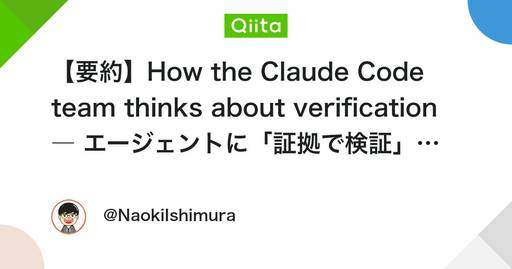 Qiita
【要約】How the Claude Code
team thinks about verification
― エージェントに「証拠で検証」…
@NaokiIshimura